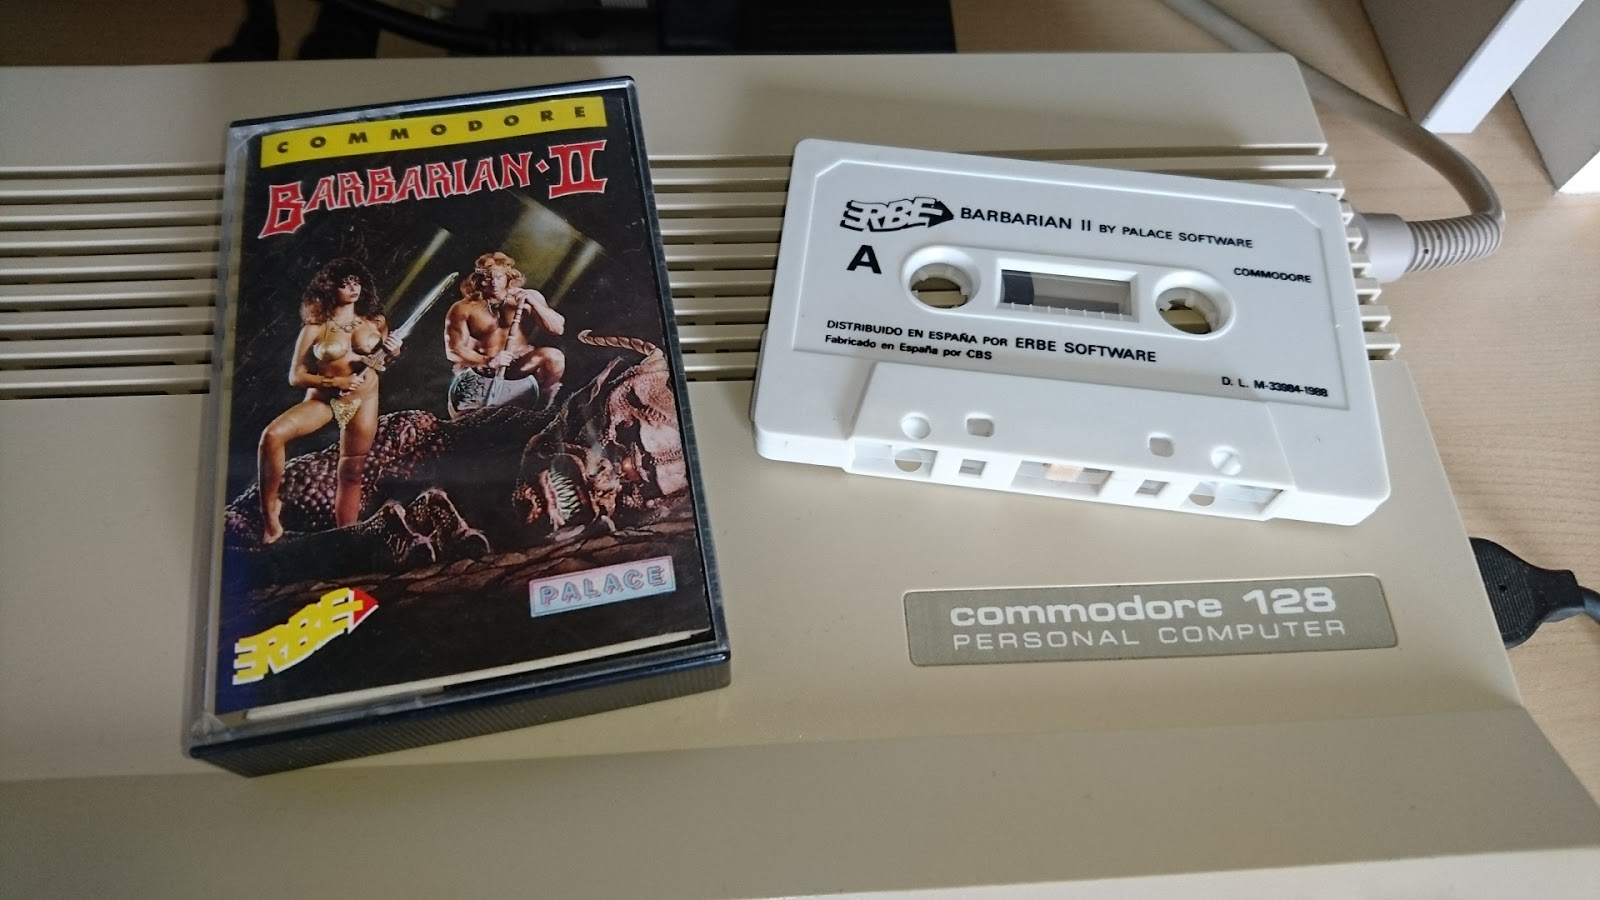 COMMODORE
BARBARIAN·II
ERBE
PALACE
ERBE BARBARIAN II BY PALACE SOFTWARE
A
COMMODORE
DISTRIBUIDO EN ESPAÑA POR ERBE SOFTWARE
Fabricado en España por CBS
D. L. M-33984-1988
commodore 128
PERSONAL COMPUTER